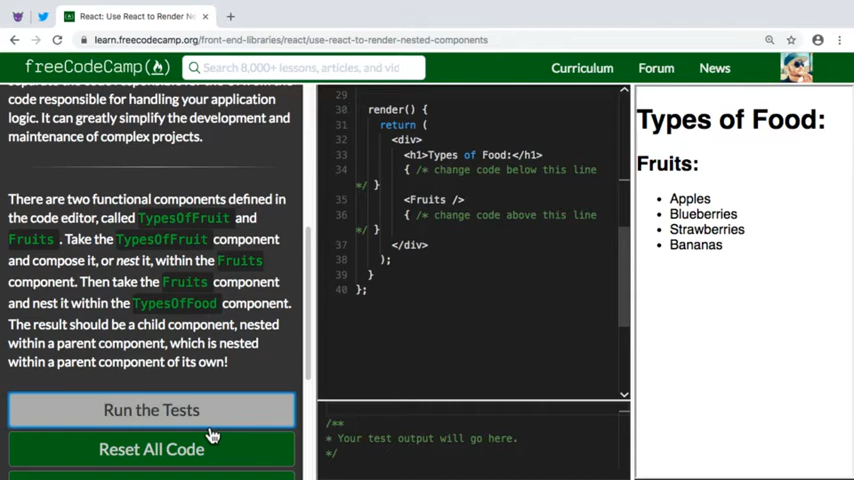 React: Use React to Render Ne
learn.freecodecamp.org/front-end-libraries/react/use-react-to-render-nested-components
freeCodeCamp
Search 8,000+ lessons, articles, and vid
Curriculum
Forum
News
code responsible for handling your application
logic. It can greatly simplify the development and
maintenance of complex projects.
There are two functional components defined in
the code editor, called TypesOfFruit and
Fruits . Take the TypesOfFruit component
and compose it, or nest it, within the Fruits
component. Then take the Fruits component
and nest it within the TypesOfFood component.
The result should be a child component, nested
within a parent component, which is nested
within a parent component of its own!
Run the Tests
Reset All Code
29
30 render() {
31 return (
32 <div>
33 <h1>Types of Food:</h1>
34 { /* change code below this line
*/ }
35 <Fruits />
36 { /* change code above this line
*/ }
37 </div>
38 );
39 }
40 };
/**
* Your test output will go here.
*/
Types of Food:
Fruits:
• Apples
• Blueberries
• Strawberries
• Bananas